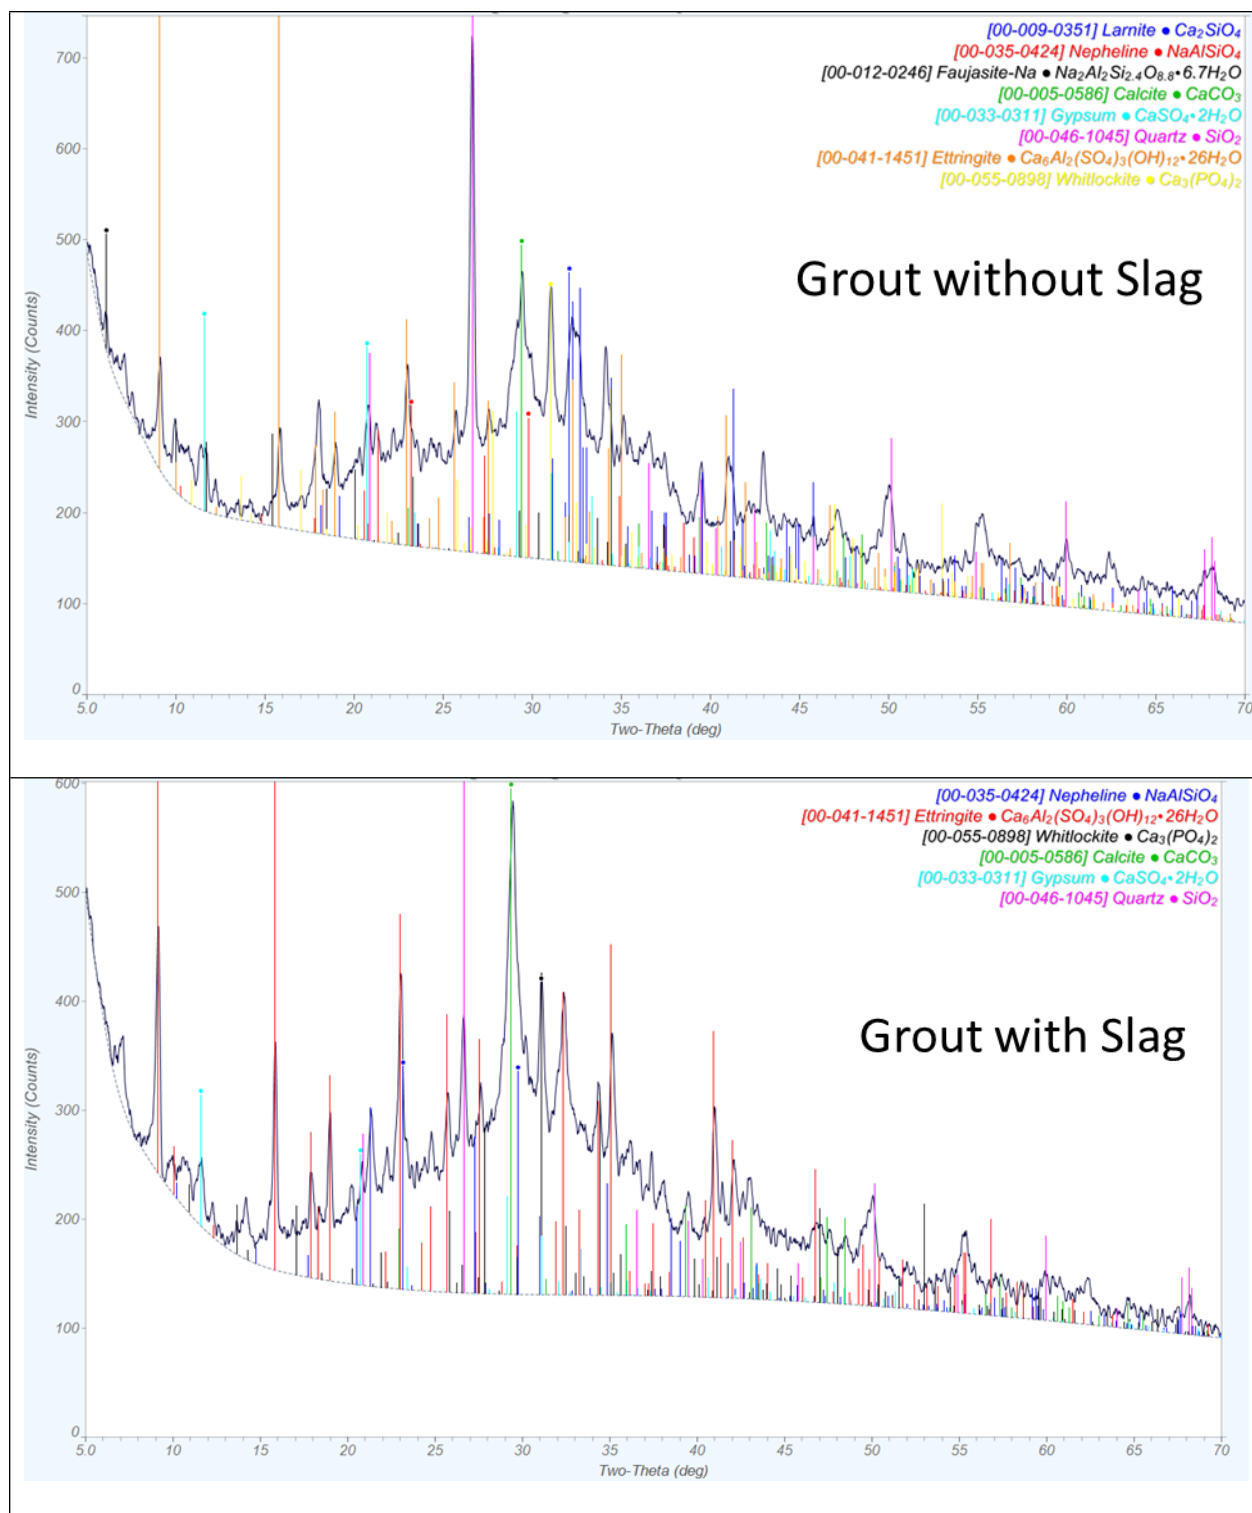 [00-009-0351] Larnite • Ca₂SiO₄
[00-035-0424] Nepheline • NaAlSiO₄
[00-012-0246] Faujasite-Na • Na₂Al₂Si₂.₄O₈.₈•6.7H₂O
[00-005-0586] Calcite • CaCO₃
[00-033-0311] Gypsum • CaSO₄•2H₂O
[00-046-1045] Quartz • SiO₂
[00-041-1451] Ettringite • Ca₆Al₂(SO₄)₃(OH)₁₂•26H₂O
[00-055-0898] Whitlockite • Ca₃(PO₄)₂
Grout without Slag
Intensity (Counts)
700
600
500
400
300
200
100
0
5.0 10 15 20 25 30 35 40 45 50 55 60 65 70
Two-Theta (deg)
[00-035-0424] Nepheline • NaAlSiO₄
[00-041-1451] Ettringite • Ca₆Al₂(SO₄)₃(OH)₁₂•26H₂O
[00-055-0898] Whitlockite • Ca₃(PO₄)₂
[00-005-0586] Calcite • CaCO₃
[00-033-0311] Gypsum • CaSO₄•2H₂O
[00-046-1045] Quartz • SiO₂
Grout with Slag
Intensity (Counts)
600
500
400
300
200
100
0
5.0 10 15 20 25 30 35 40 45 50 55 60 65 70
Two-Theta (deg)